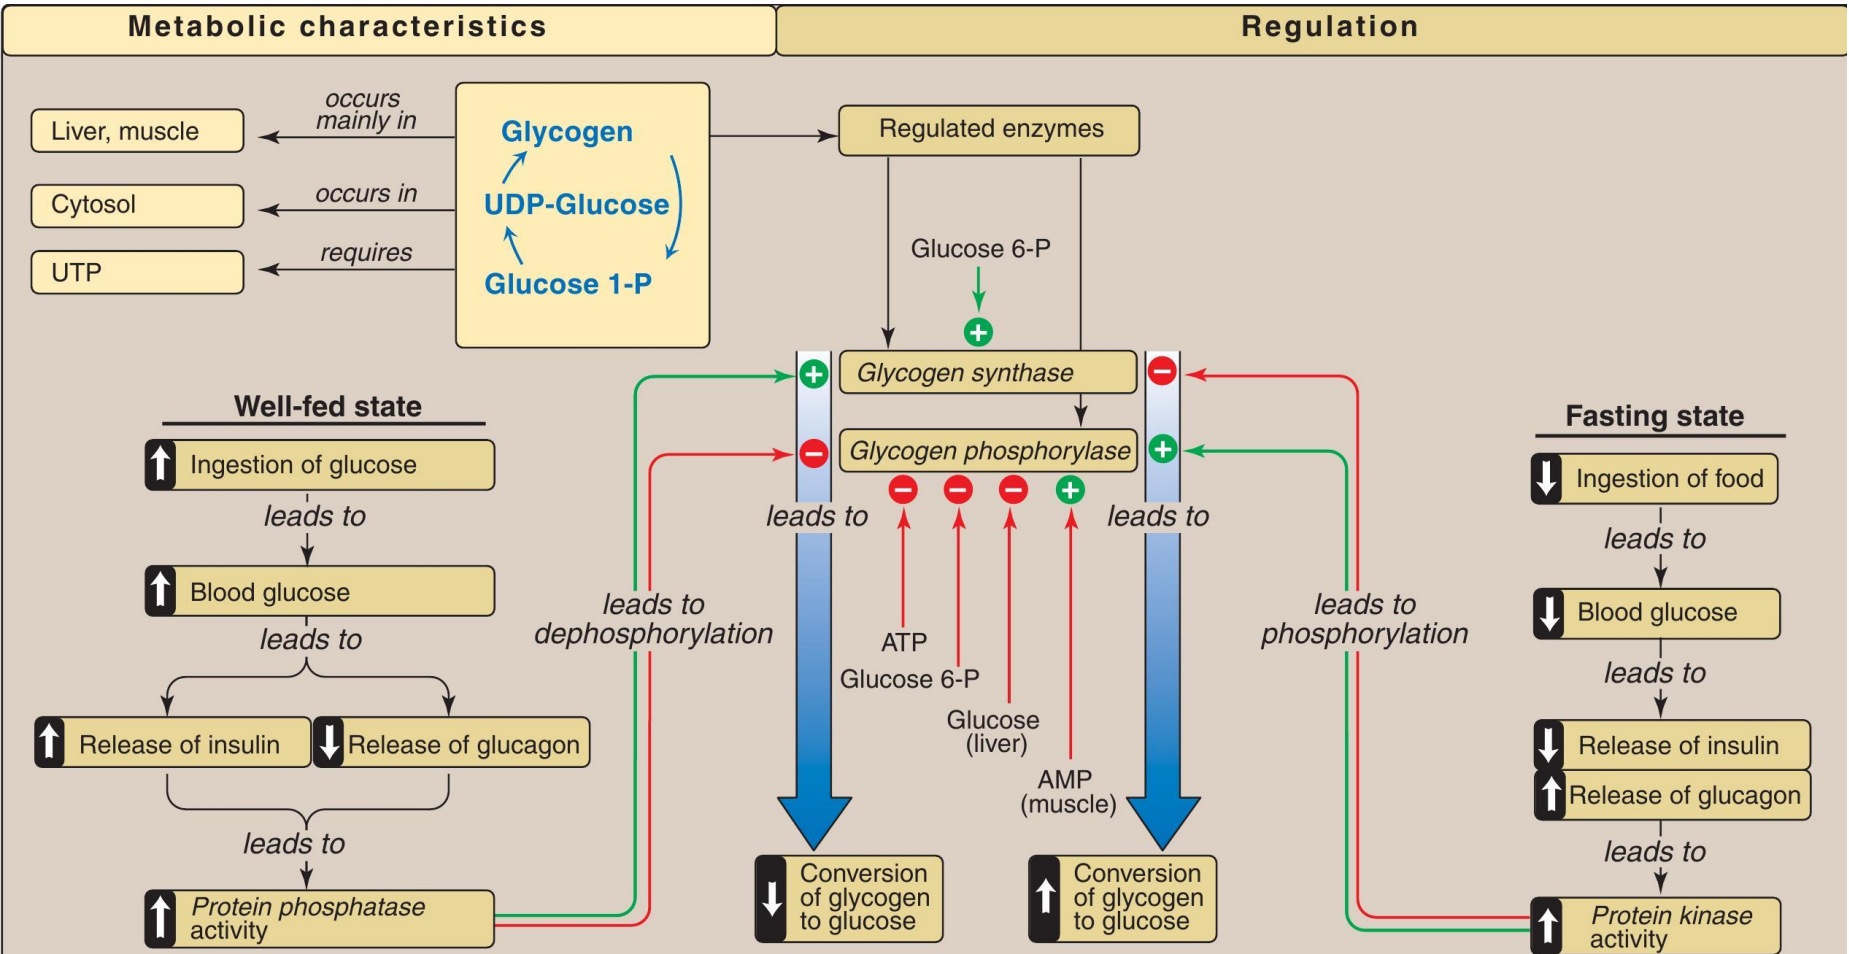 Metabolic characteristics
Regulation
Liver, muscle
occurs
mainly in
Cytosol
occurs in
UTP
requires
Glycogen
UDP-Glucose
Glucose 1-P
Regulated enzymes
Glucose 6-P
+
+
Glycogen synthase
−
−
Glycogen phosphorylase
+
−
−
−
+
leads to
leads to
ATP
Glucose 6-P
Glucose
(liver)
AMP
(muscle)
Well-fed state
Ingestion of glucose
leads to
Blood glucose
leads to
Release of insulin
Release of glucagon
leads to
Protein phosphatase
activity
leads to
dephosphorylation
Conversion
of glycogen
to glucose
Conversion
of glycogen
to glucose
leads to
phosphorylation
Fasting state
Ingestion of food
leads to
Blood glucose
leads to
Release of insulin
Release of glucagon
leads to
Protein kinase
activity